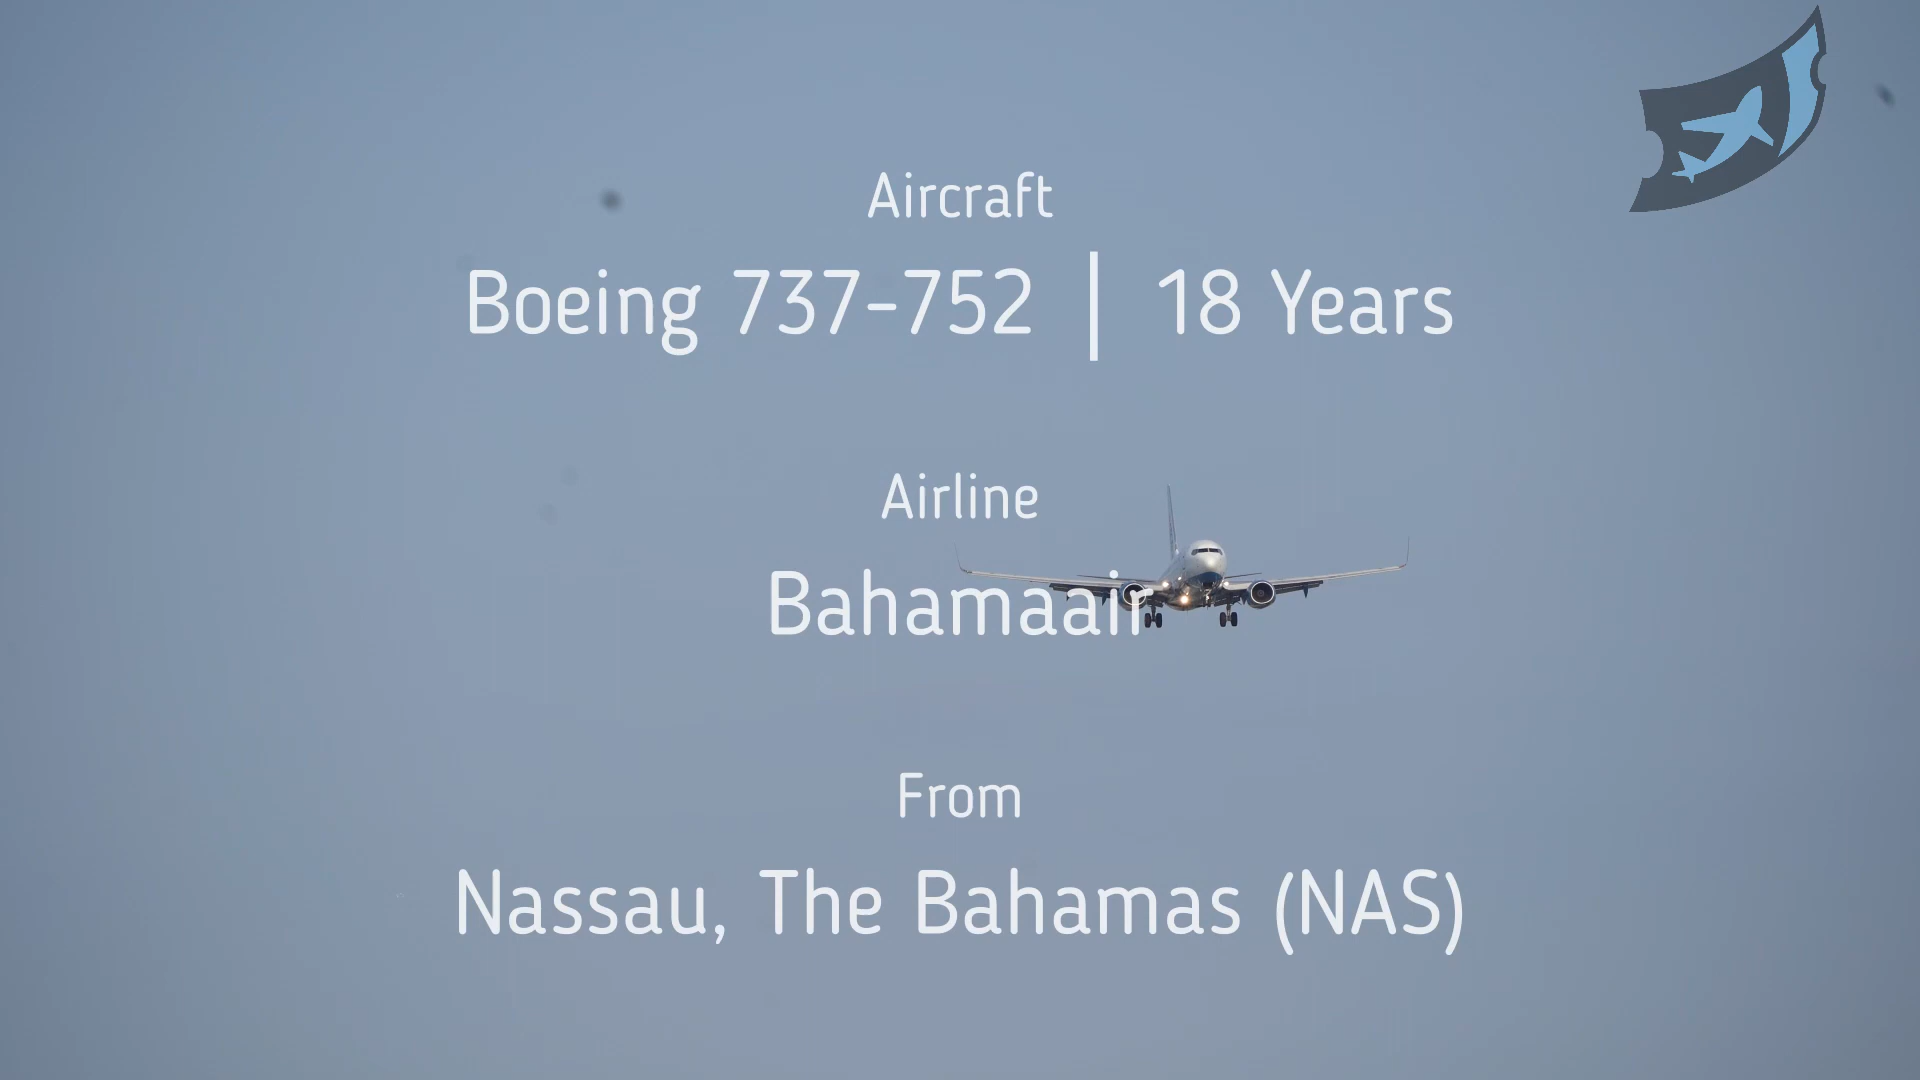 Aircraft
Boeing 737-752 | 18 Years
Airline
Bahamaair
From
Nassau, The Bahamas (NAS)